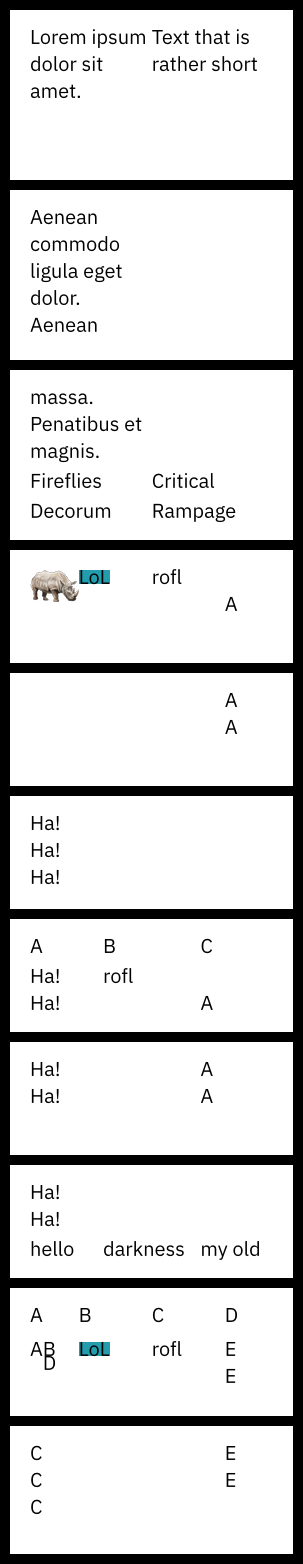 Lorem ipsum Text that is
dolor sit rather short
amet.
Aenean
commodo
ligula eget
dolor.
Aenean
massa.
Penatibus et
magnis.
Fireflies Critical
Decorum Rampage
LoL rofl
A
A
A
Ha!
Ha!
Ha!
A B C
Ha! rofl
Ha! A
Ha! A
Ha! A
Ha!
Ha!
hello darkness my old
A B C D
AB LoL rofl E
D
E
C E
C E
C